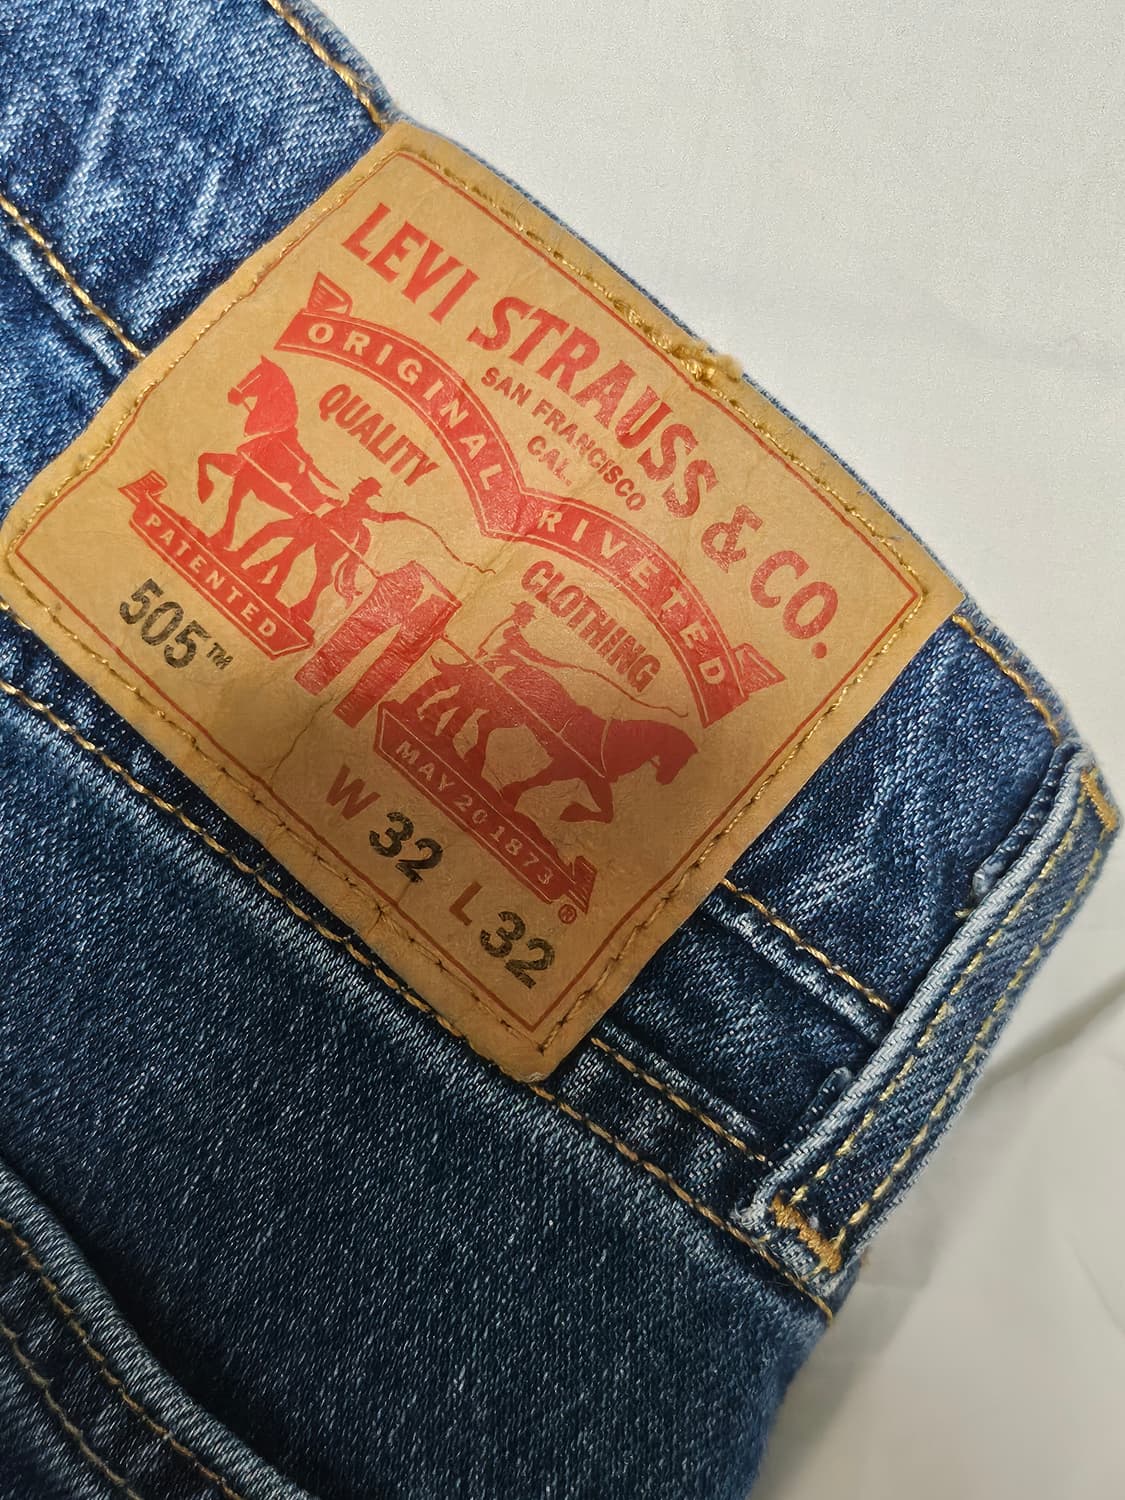 LEVI STRAUSS & CO.
SAN FRANCISCO
CAL.
ORIGINAL RIVETED
QUALITY CLOTHING
PATENTED MAY 20 1873
®
505™
W 32 L 32